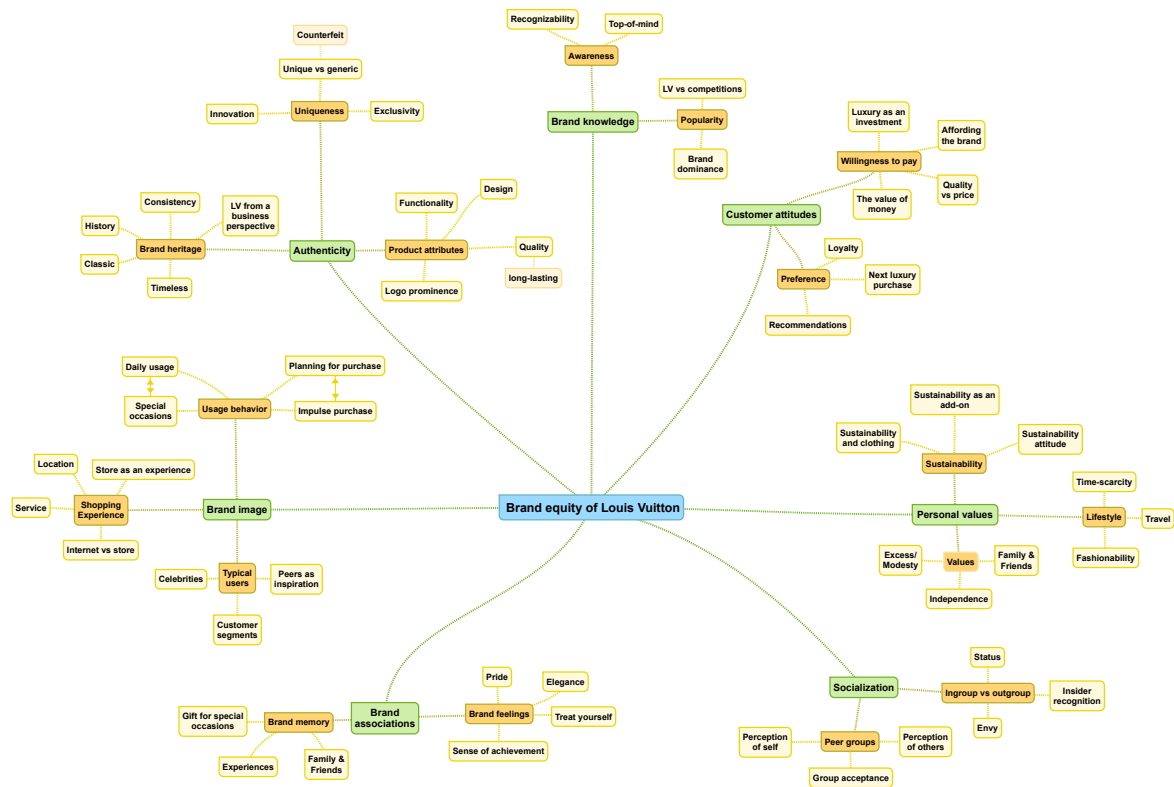 Recognizability
Top-of-mind
Awareness
Counterfeit
Unique vs generic
Innovation
Uniqueness
Exclusivity
Brand knowledge
LV vs competitions
Popularity
Brand
dominance
Luxury as an
investment
Affording
the brand
Willingness to pay
The value of
money
Quality
vs price
Customer attitudes
Loyalty
Preference
Next luxury
purchase
Recommendations
Consistency
LV from a
business
perspective
History
Brand heritage
Classic
Timeless
Authenticity
Functionality
Design
Product attributes
Quality
long-lasting
Logo prominence
Daily usage
Planning for purchase
Special
occasions
Usage behavior
Impulse purchase
Location
Store as an experience
Service
Shopping
Experience
Internet vs store
Brand image
Celebrities
Typical
users
Peers as
inspiration
Customer
segments
Brand equity of Louis Vuitton
Sustainability as an
add-on
Sustainability
and clothing
Sustainability
attitude
Sustainability
Personal values
Time-scarcity
Lifestyle
Travel
Fashionability
Excess/
Modesty
Values
Family &
Friends
Independence
Pride
Elegance
Brand feelings
Treat yourself
Sense of achievement
Brand
associations
Gift for special
occasions
Brand memory
Experiences
Family &
Friends
Socialization
Status
Ingroup vs outgroup
Insider
recognition
Envy
Perception
of self
Peer groups
Perception
of others
Group acceptance